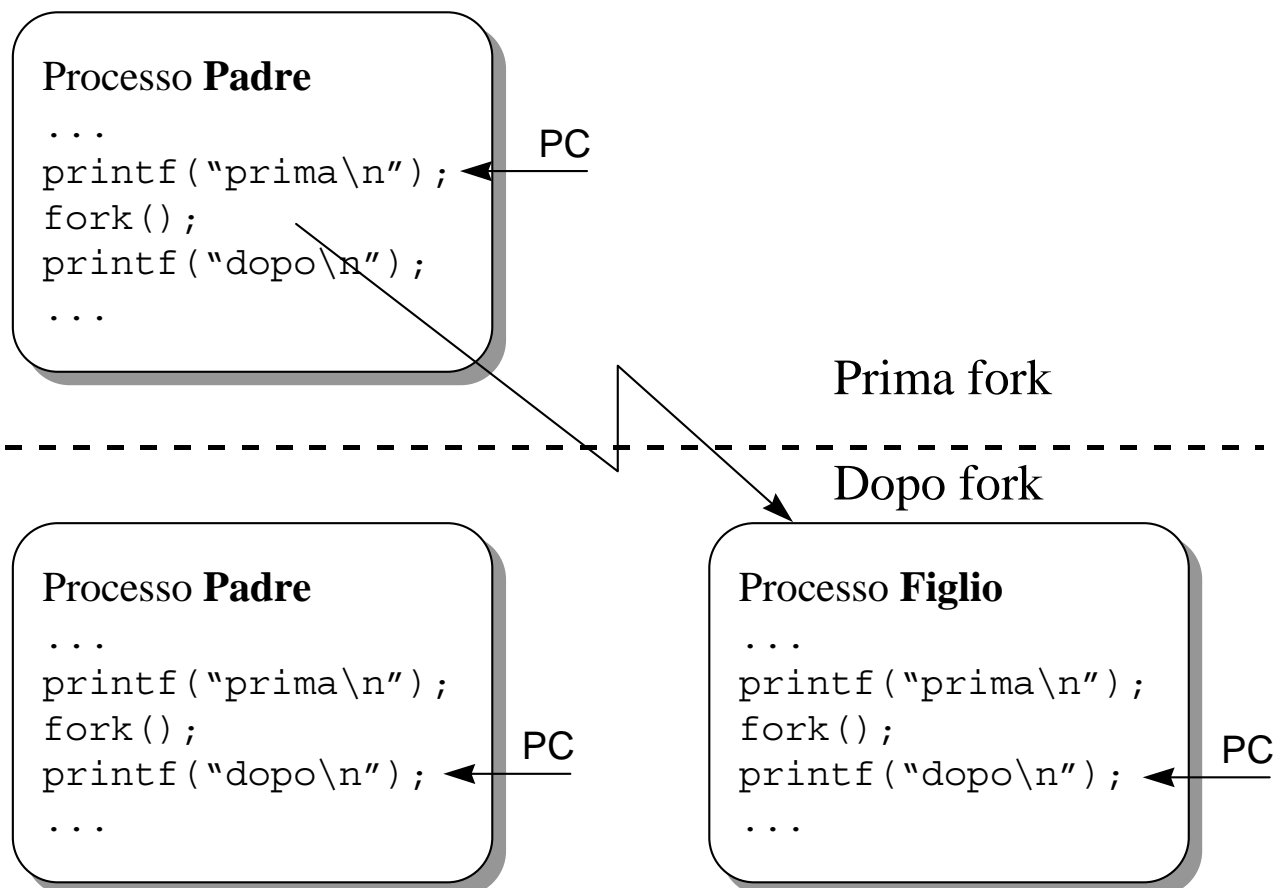 Processo Padre
...
printf("prima\n");
PC
fork();
printf("dopo\n");
...
Prima fork
Dopo fork
Processo Padre
...
printf("prima\n");
fork();
printf("dopo\n");
PC
...
Processo Figlio
...
printf("prima\n");
fork();
printf("dopo\n");
PC
...